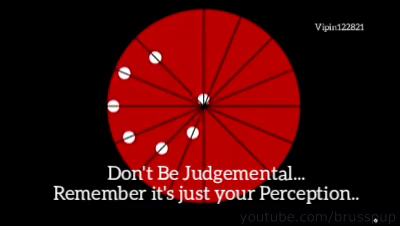 Vipin122821
Don't Be Judgemental...
Remember it's just your Perception..
youtube.com/brusspup